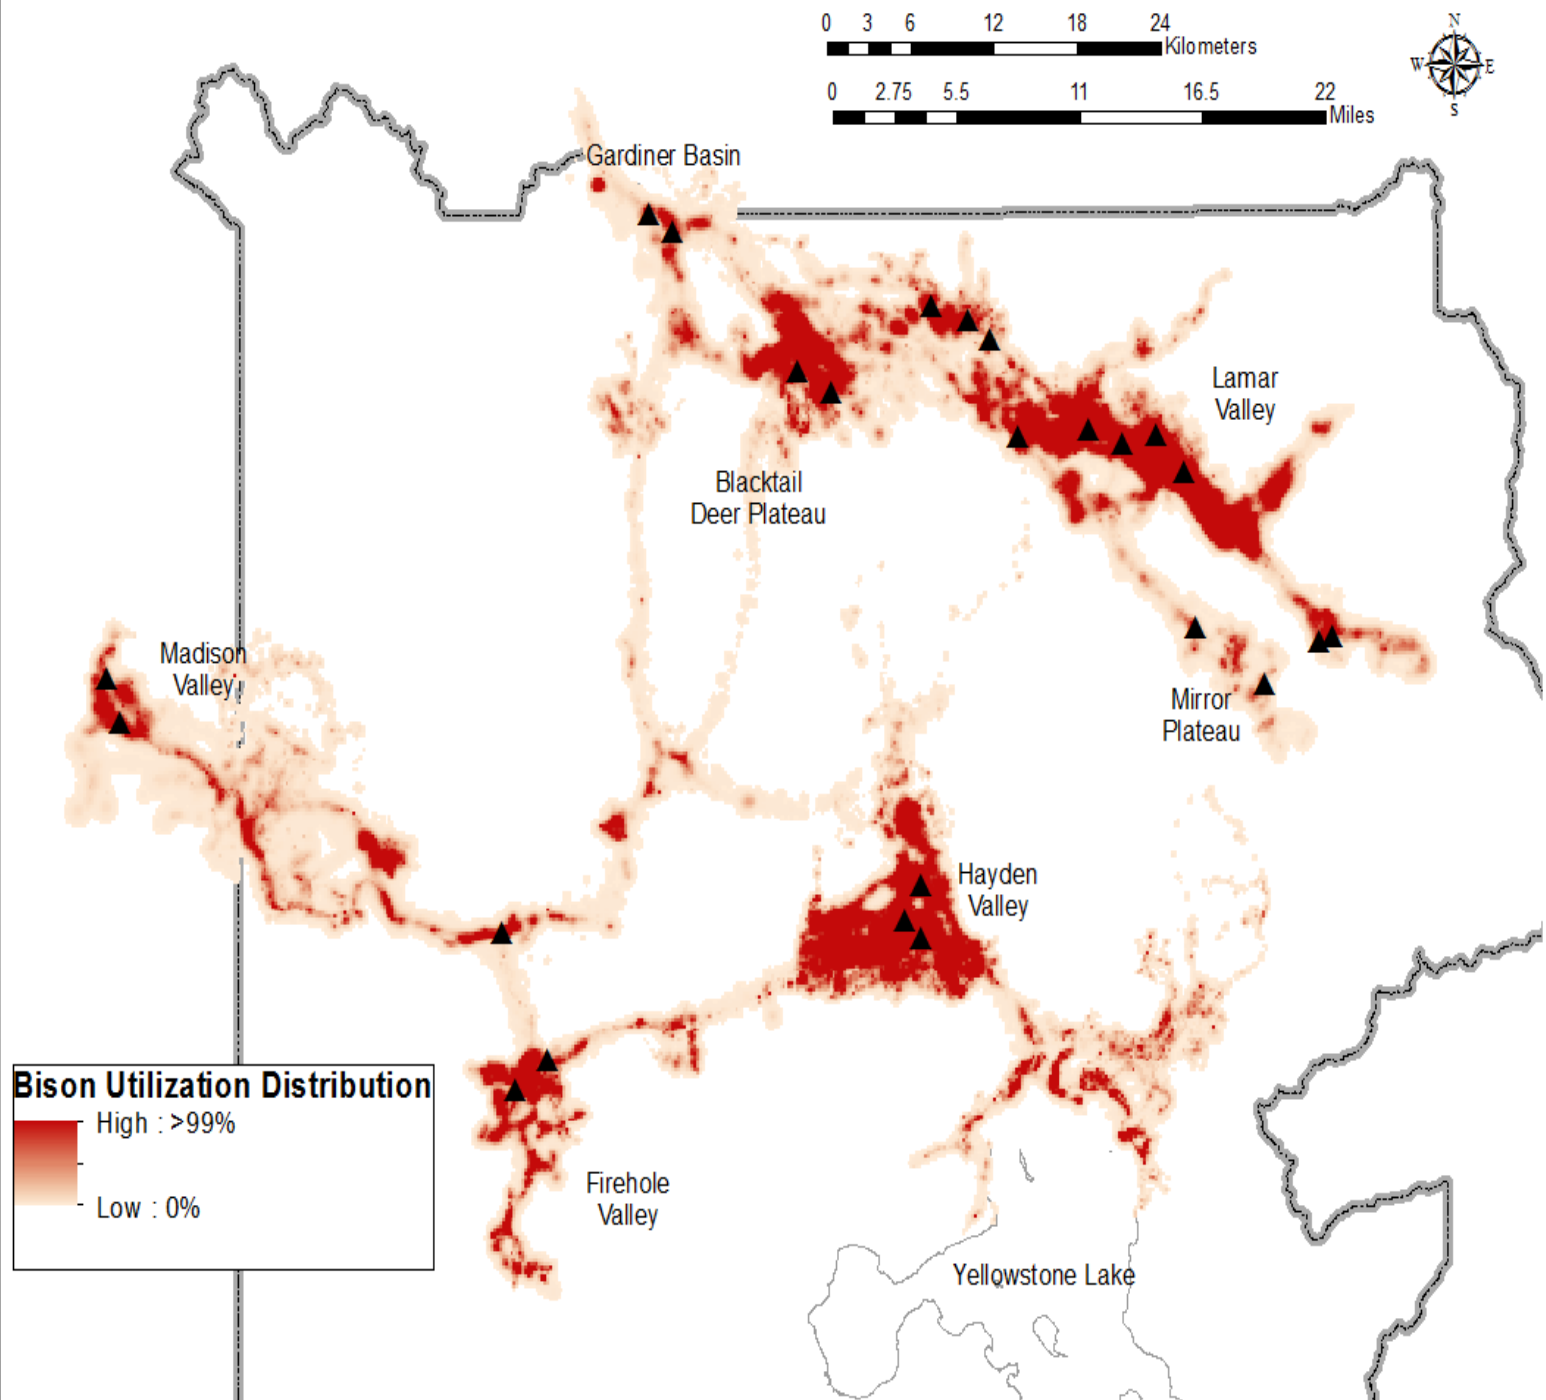 0 3 6 12 18 24
Kilometers
0 2.75 5.5 11 16.5 22
Miles
N
W E
S
Gardiner Basin
Lamar
Valley
Blacktail
Deer Plateau
Madison
Valley
Mirror
Plateau
Hayden
Valley
Bison Utilization Distribution
High : >99%
Low : 0%
Firehole
Valley
Yellowstone Lake